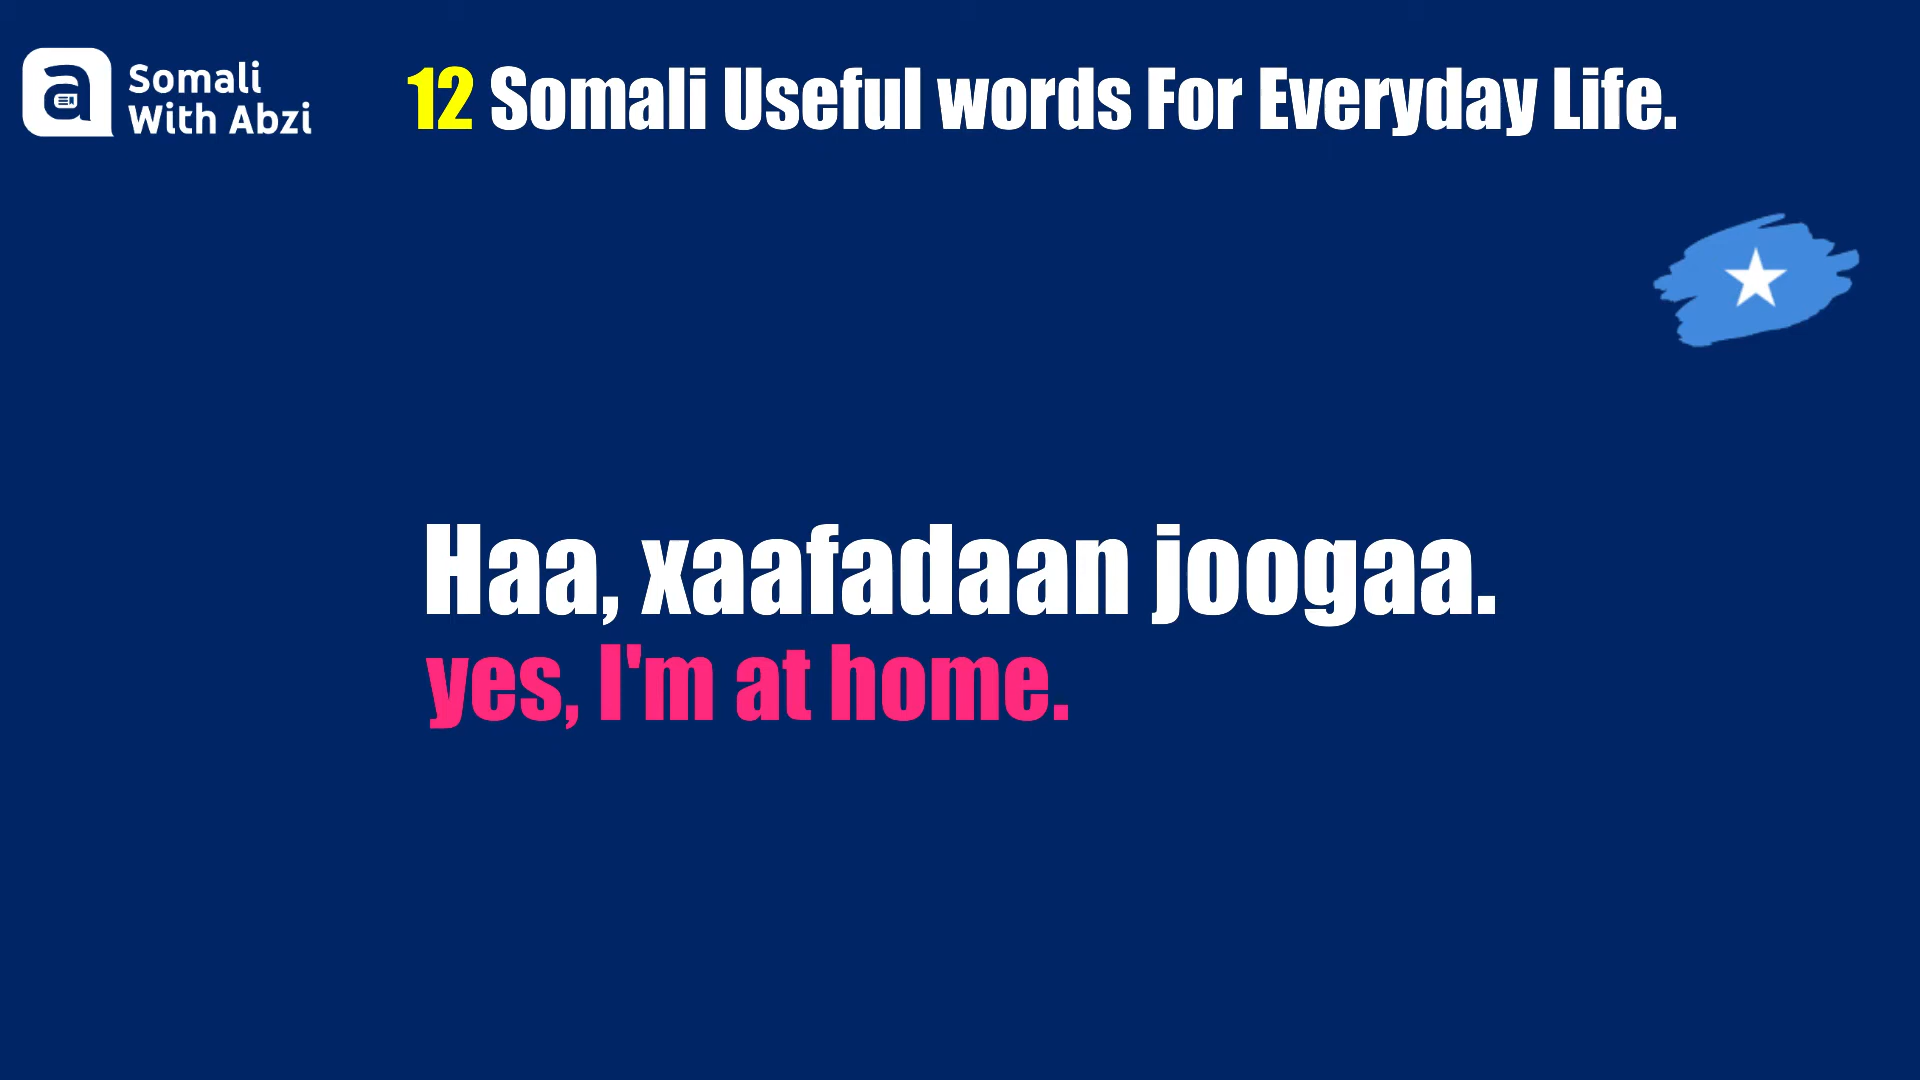 Somali
With Abzi
12 Somali Useful words For Everyday Life.
Haa, xaafadaan joogaa.
yes, I'm at home.